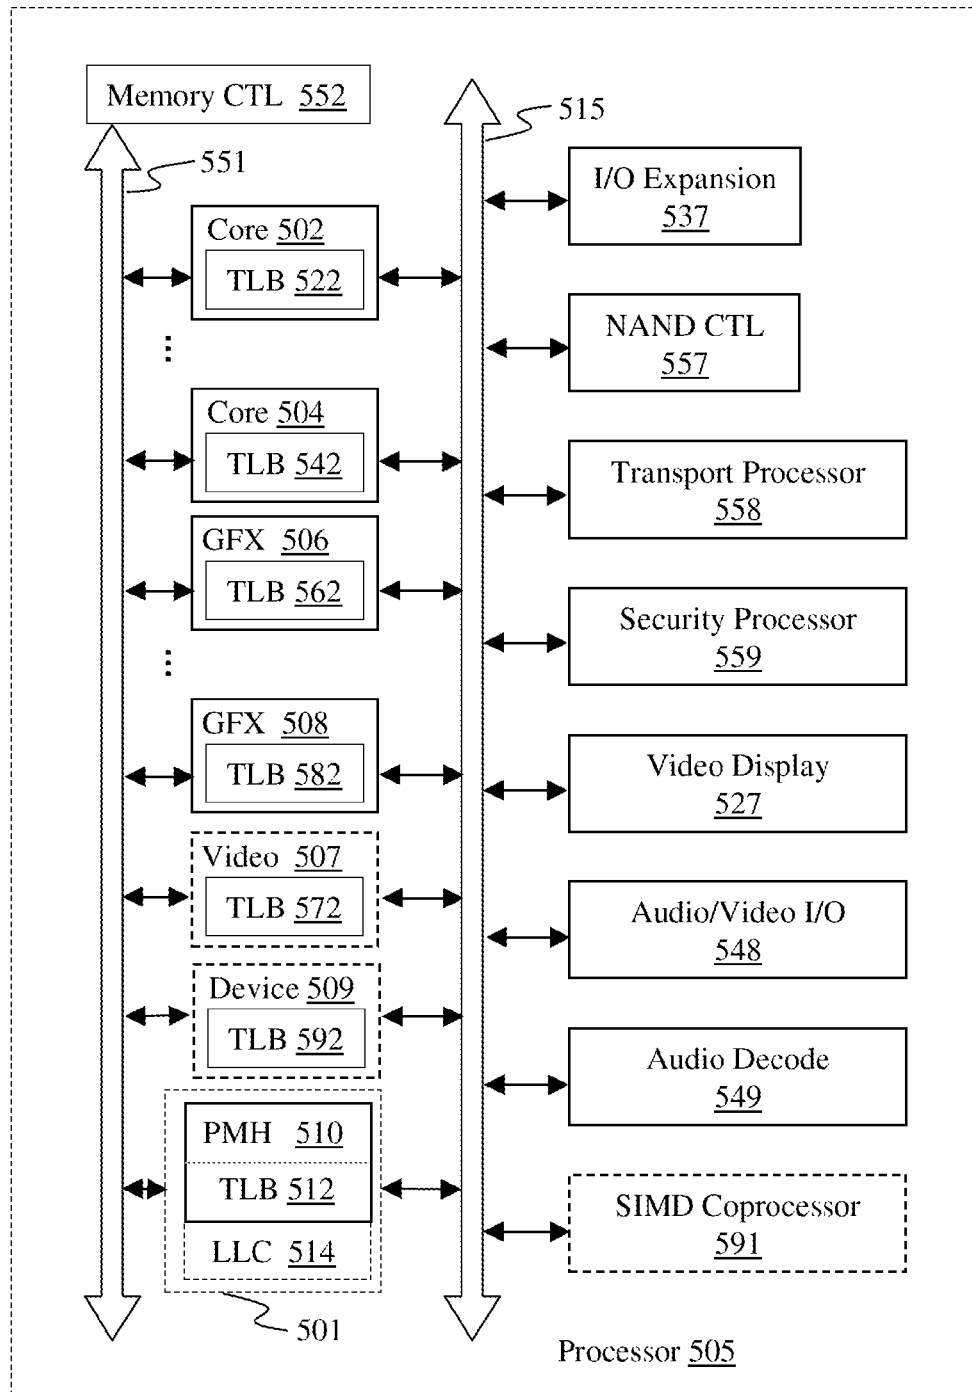 Memory CTL 552
551
515
Core 502
TLB 522
...
Core 504
TLB 542
GFX 506
TLB 562
...
GFX 508
TLB 582
Video 507
TLB 572
Device 509
TLB 592
PMH 510
TLB 512
LLC 514
501
I/O Expansion
537
NAND CTL
557
Transport Processor
558
Security Processor
559
Video Display
527
Audio/Video I/O
548
Audio Decode
549
SIMD Coprocessor
591
Processor 505